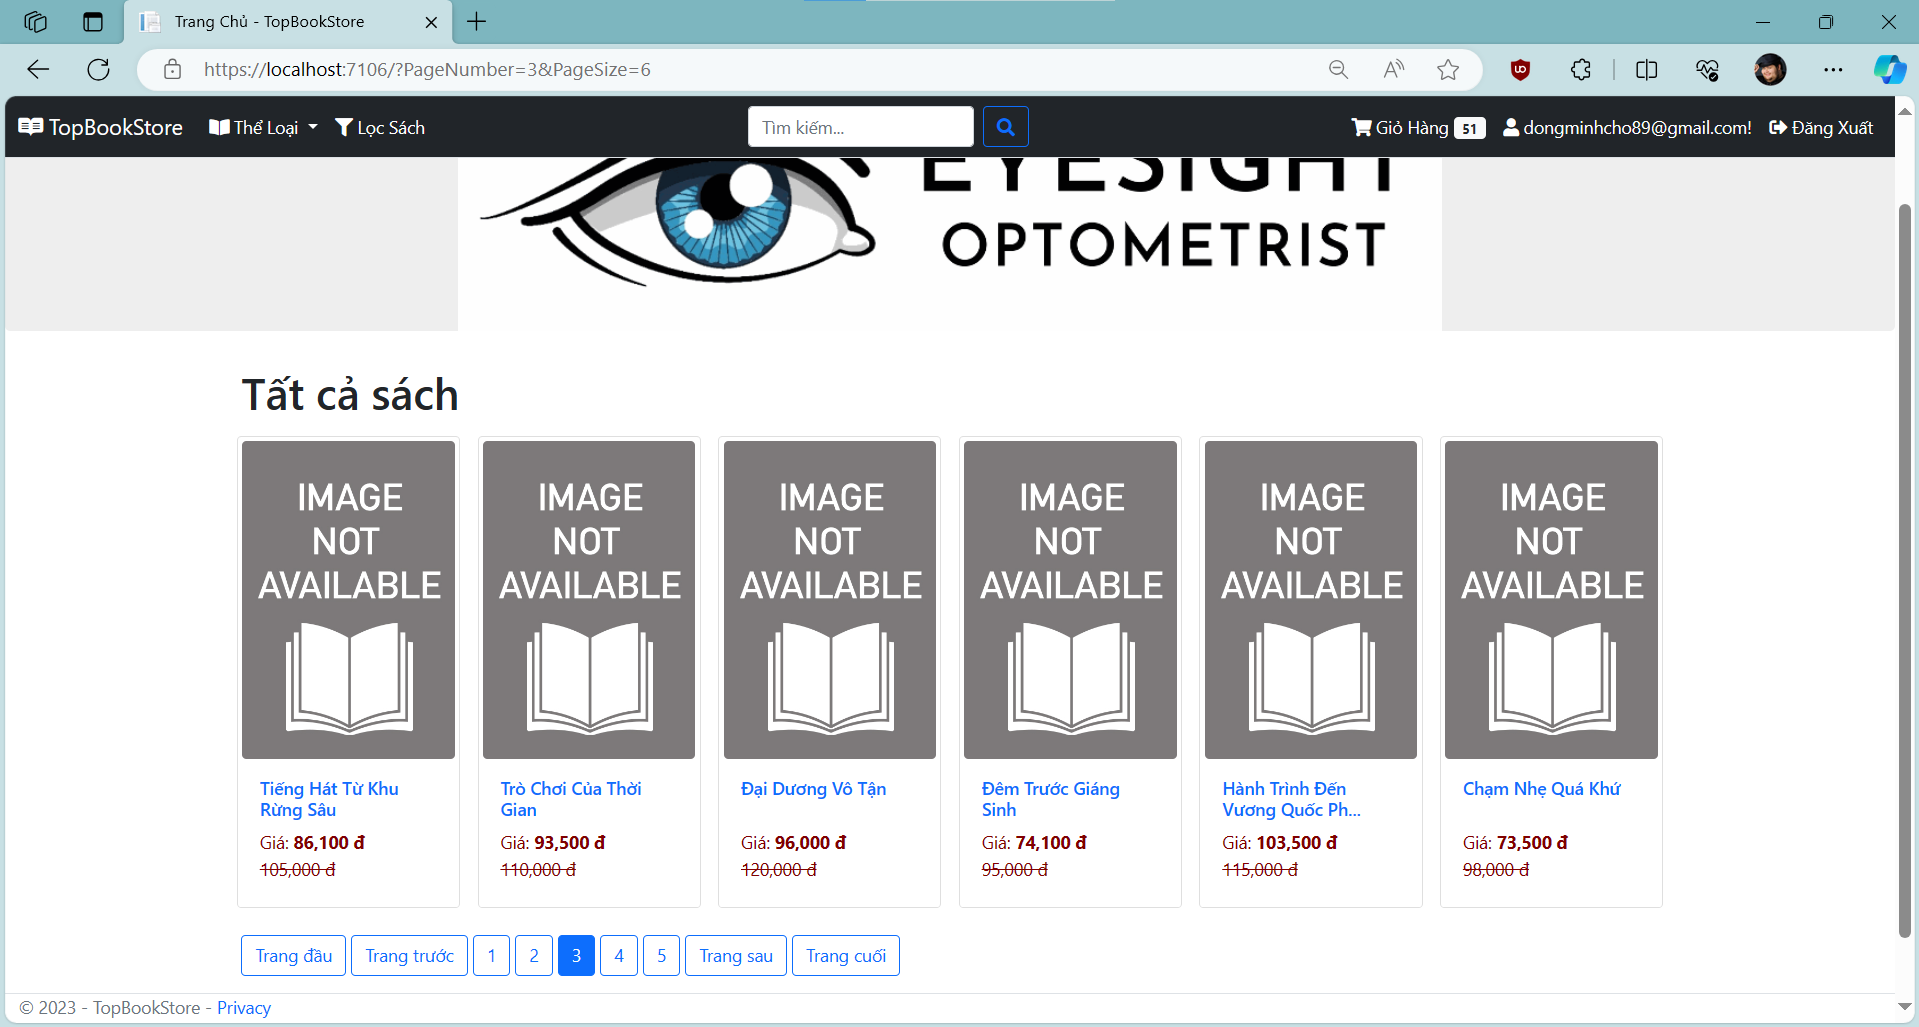 Trang Chủ - TopBookStore
https://localhost:7106/?PageNumber=3&PageSize=6
TopBookStore Thể Loại Lọc Sách Tìm kiếm... Giỏ Hàng 51 dongminhcho89@gmail.com! Đăng Xuất
EYESIGHT
OPTOMETRIST
Tất cả sách
IMAGE NOT AVAILABLE
IMAGE NOT AVAILABLE
IMAGE NOT AVAILABLE
IMAGE NOT AVAILABLE
IMAGE NOT AVAILABLE
IMAGE NOT AVAILABLE
Tiếng Hát Từ Khu
Rừng Sâu
Giá: 86,100 đ
105,000 đ
Trò Chơi Của Thời
Gian
Giá: 93,500 đ
110,000 đ
Đại Dương Vô Tận
Giá: 96,000 đ
120,000 đ
Đêm Trước Giáng
Sinh
Giá: 74,100 đ
95,000 đ
Hành Trình Đến
Vương Quốc Ph...
Giá: 103,500 đ
115,000 đ
Chạm Nhẹ Quá Khứ
Giá: 73,500 đ
98,000 đ
Trang đầu Trang trước 1 2 3 4 5 Trang sau Trang cuối
© 2023 - TopBookStore - Privacy